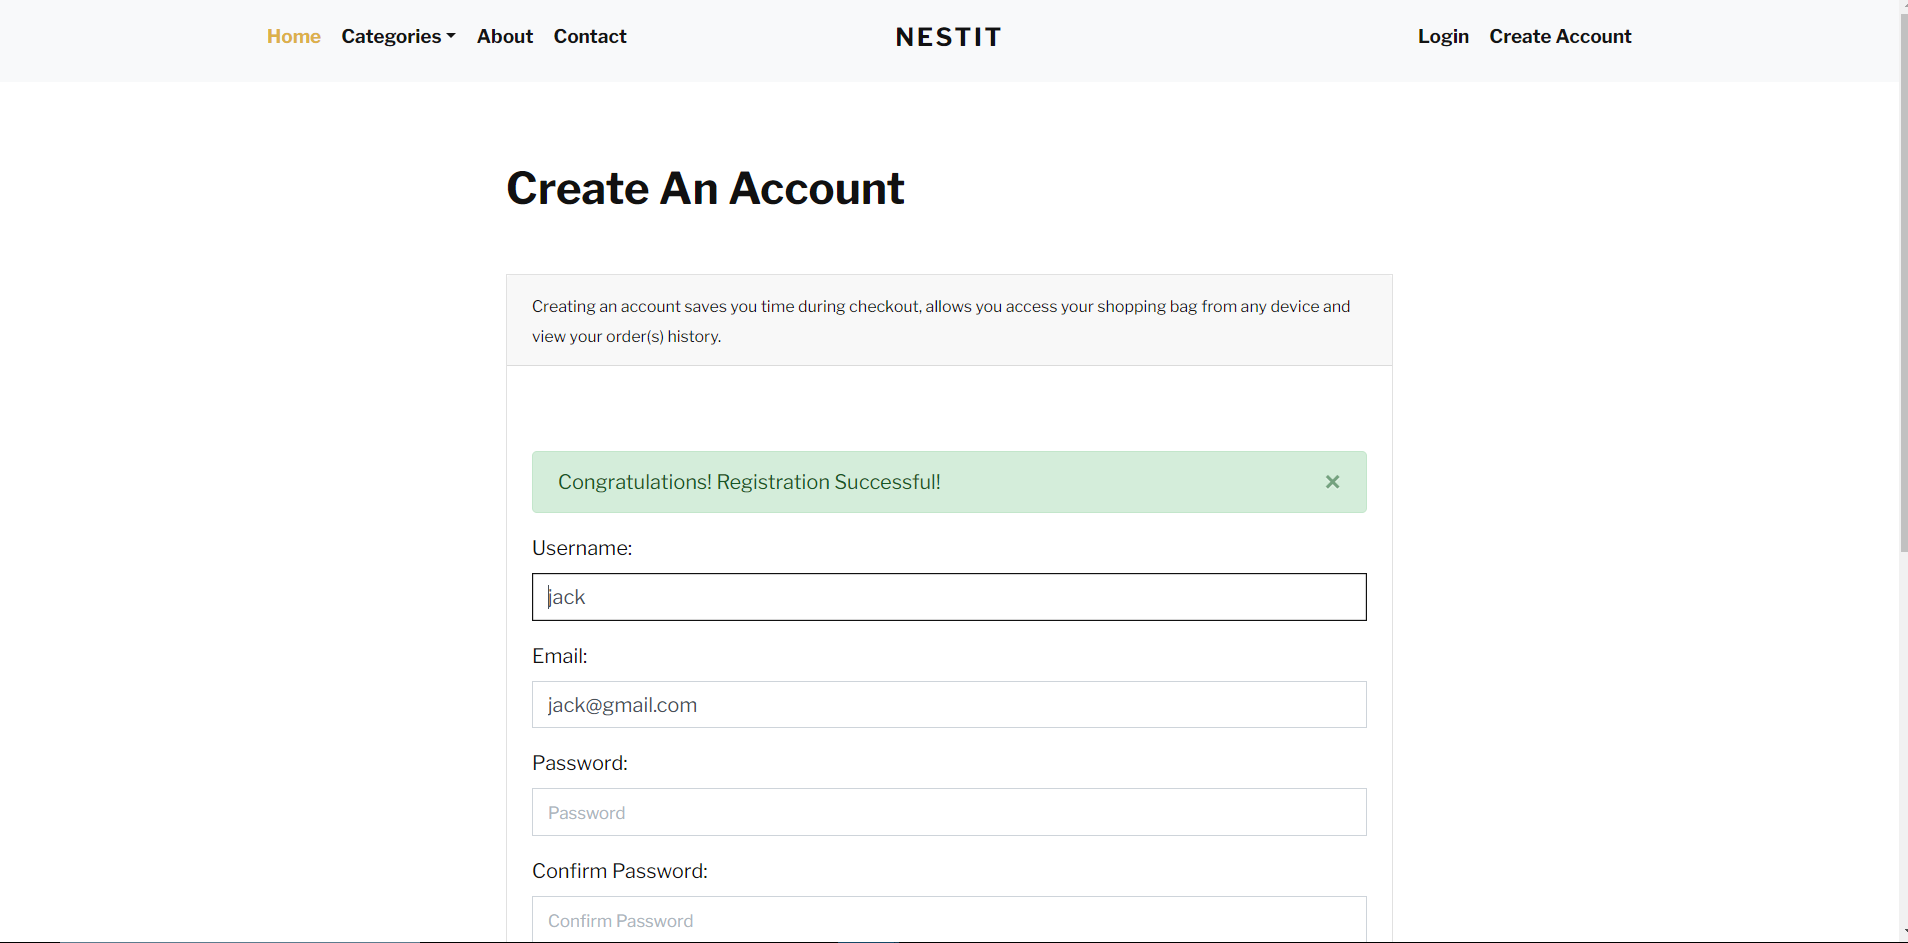 Home Categories About Contact NESTIT Login Create Account
Create An Account
Creating an account saves you time during checkout, allows you access your shopping bag from any device and
view your order(s) history.
Congratulations! Registration Successful! ×
Username:
jack
Email:
jack@gmail.com
Password:
Password
Confirm Password:
Confirm Password